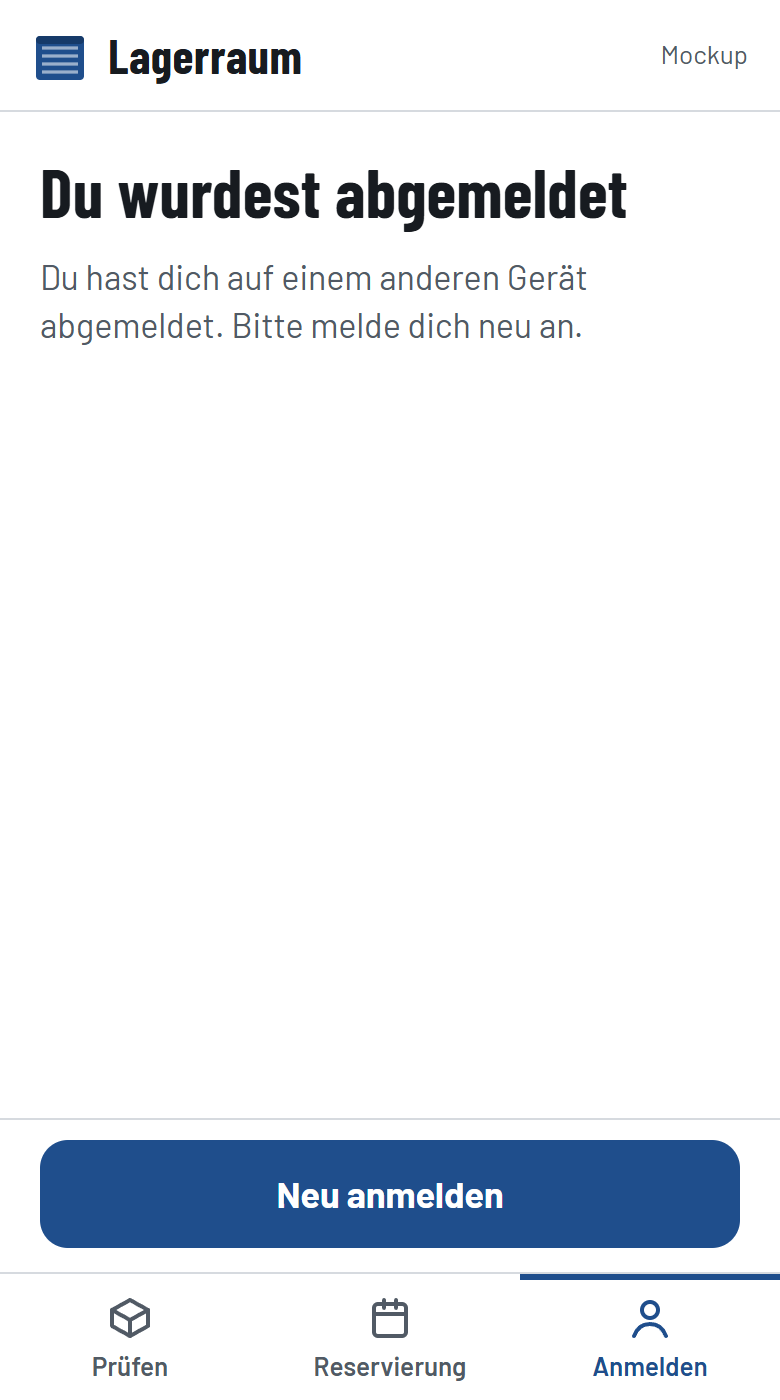 Lagerraum
Mockup
Du wurdest abgemeldet
Du hast dich auf einem anderen Gerät
abgemeldet. Bitte melde dich neu an.
Neu anmelden
Prüfen
Reservierung
Anmelden